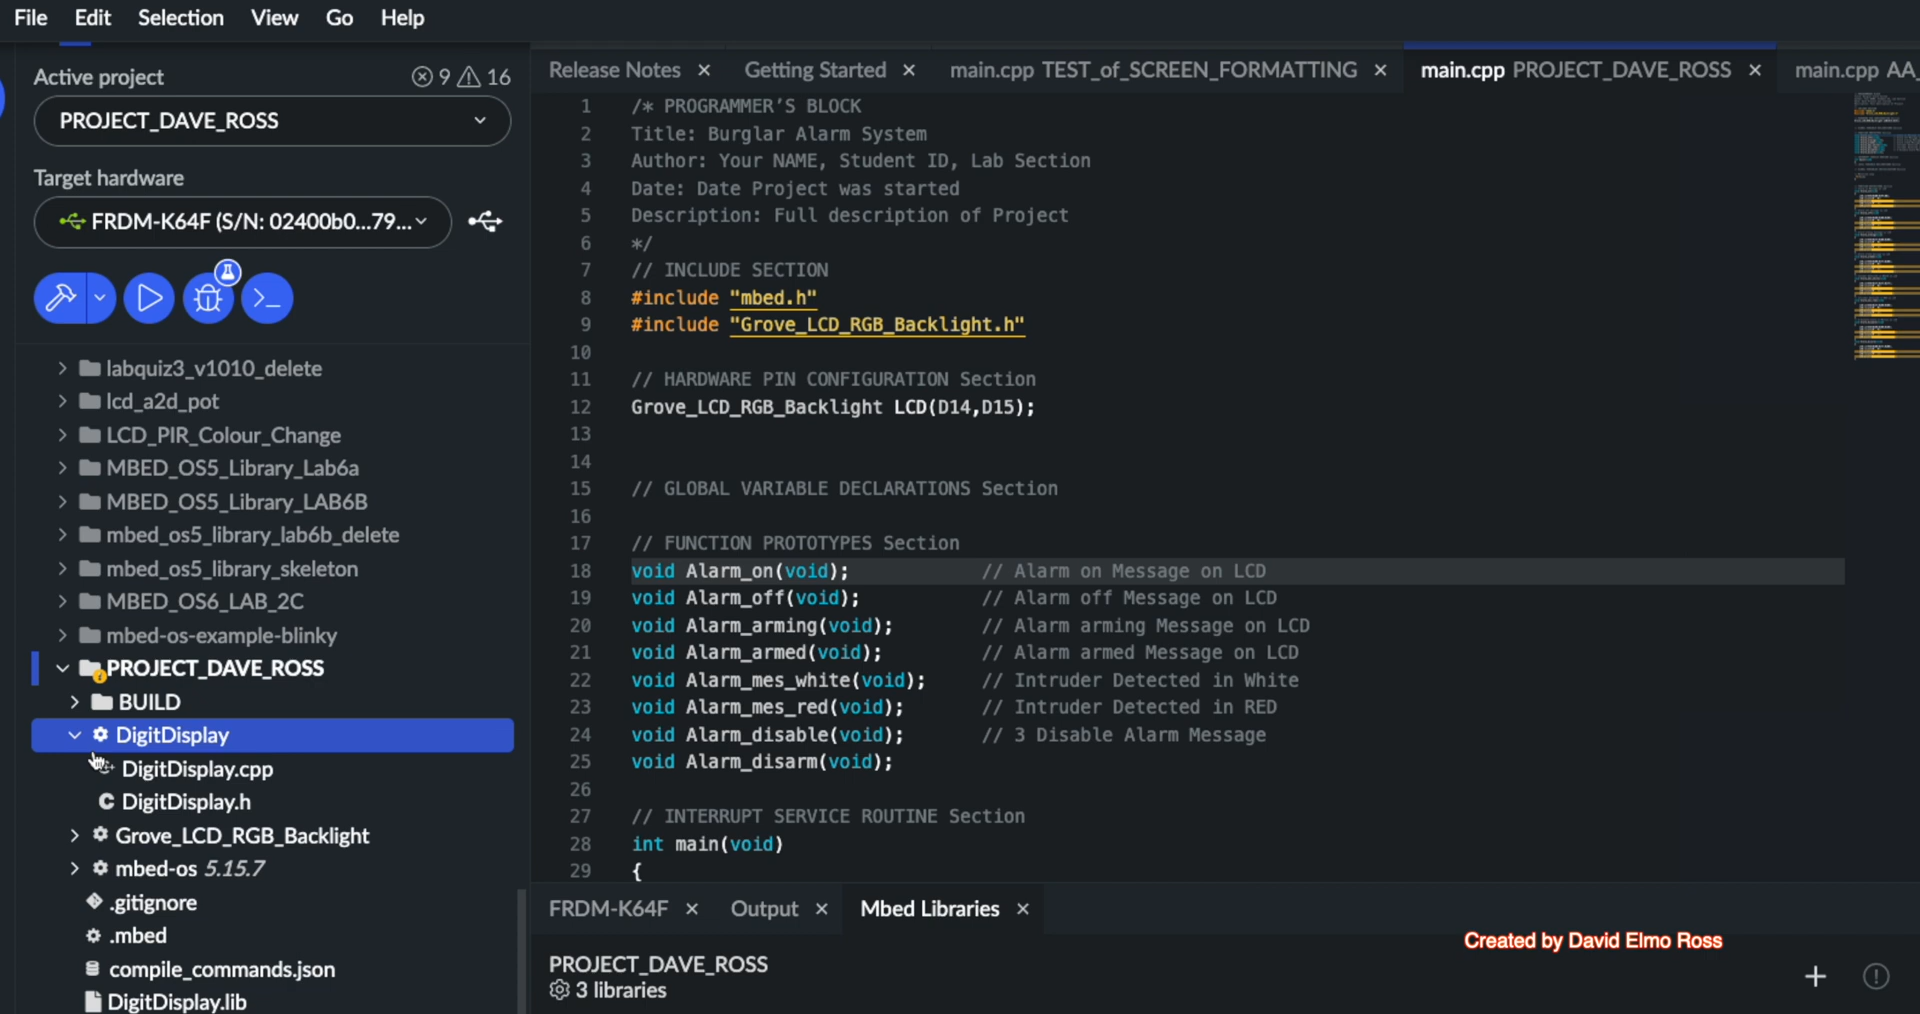 File Edit Selection View Go Help
Active project 9 16
PROJECT_DAVE_ROSS
Target hardware
FRDM-K64F (S/N: 02400b0...79...
labquiz3_v1010_delete
lcd_a2d_pot
LCD_PIR_Colour_Change
MBED_OS5_Library_Lab6a
MBED_OS5_Library_LAB6B
mbed_os5_library_lab6b_delete
mbed_os5_library_skeleton
MBED_OS6_LAB_2C
mbed-os-example-blinky
PROJECT_DAVE_ROSS
BUILD
DigitDisplay
DigitDisplay.cpp
DigitDisplay.h
Grove_LCD_RGB_Backlight
mbed-os 5.15.7
.gitignore
.mbed
compile_commands.json
DigitDisplay.lib
Release Notes Getting Started main.cpp TEST_of_SCREEN_FORMATTING main.cpp PROJECT_DAVE_ROSS main.cpp AA_
1 /* PROGRAMMER'S BLOCK
2 Title: Burglar Alarm System
3 Author: Your NAME, Student ID, Lab Section
4 Date: Date Project was started
5 Description: Full description of Project
6 */
7 // INCLUDE SECTION
8 #include "mbed.h"
9 #include "Grove_LCD_RGB_Backlight.h"
10
11 // HARDWARE PIN CONFIGURATION Section
12 Grove_LCD_RGB_Backlight LCD(D14,D15);
13
14
15 // GLOBAL VARIABLE DECLARATIONS Section
16
17 // FUNCTION PROTOTYPES Section
18 void Alarm_on(void); // Alarm on Message on LCD
19 void Alarm_off(void); // Alarm off Message on LCD
20 void Alarm_arming(void); // Alarm arming Message on LCD
21 void Alarm_armed(void); // Alarm armed Message on LCD
22 void Alarm_mes_white(void); // Intruder Detected in White
23 void Alarm_mes_red(void); // Intruder Detected in RED
24 void Alarm_disable(void); // 3 Disable Alarm Message
25 void Alarm_disarm(void);
26
27 // INTERRUPT SERVICE ROUTINE Section
28 int main(void)
29 {
FRDM-K64F Output Mbed Libraries
Created by David Elmo Ross
PROJECT_DAVE_ROSS
3 libraries